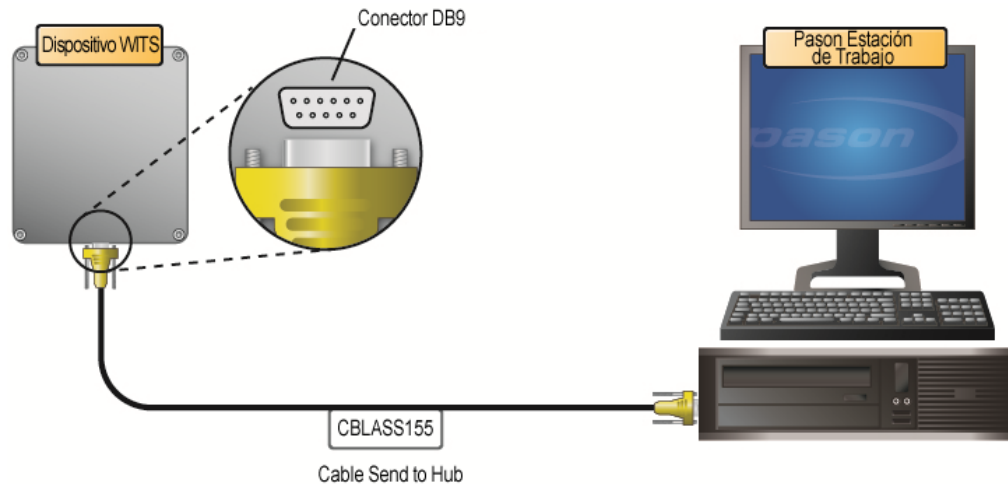 Conector DB9
Dispositivo WITS
Pason Estación
de Trabajo
pason
CBLASS155
Cable Send to Hub